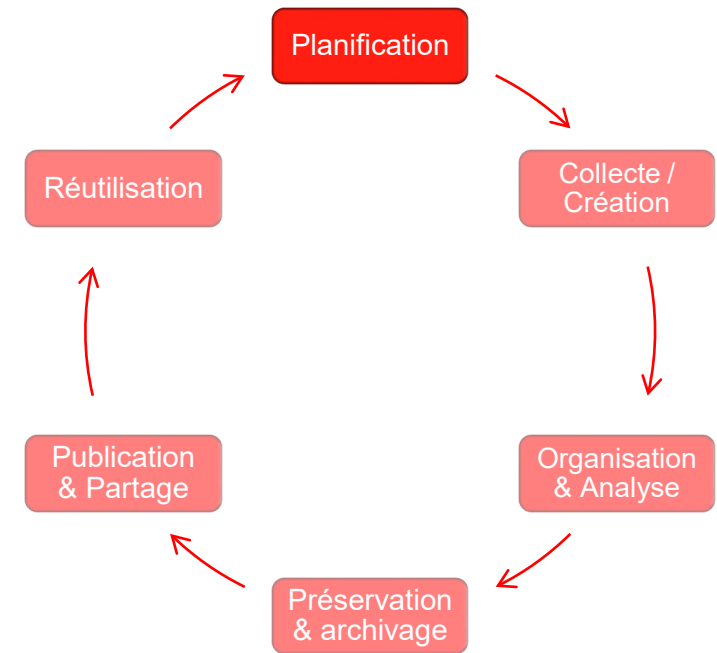 Planification
Collecte /
Création
Organisation
& Analyse
Préservation
& archivage
Publication
& Partage
Réutilisation